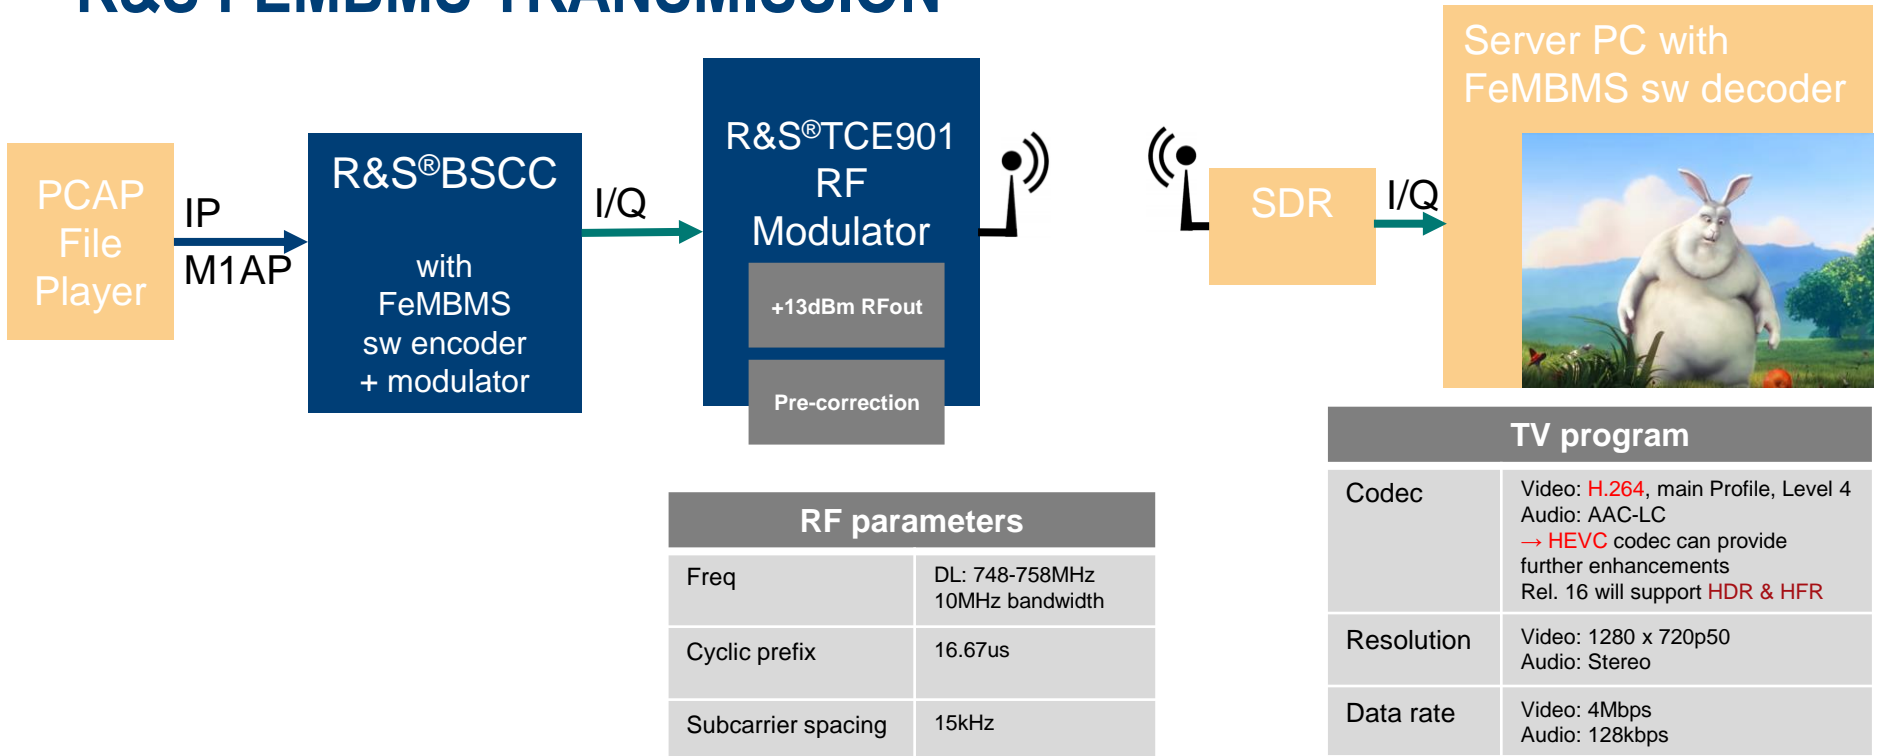 R&S FEMBMS TRANSMISSION
PCAP
File
Player
IP
M1AP
R&S®BSCC
with
FeMBMS
sw encoder
+ modulator
I/Q
R&S®TCE901
RF
Modulator
+13dBm RFout
Pre-correction
SDR
I/Q
Server PC with
FeMBMS sw decoder
RF parameters
Freq
DL: 748-758MHz
10MHz bandwidth
Cyclic prefix
16.67us
Subcarrier spacing
15kHz
TV program
Codec
Video: H.264, main Profile, Level 4
Audio: AAC-LC
→ HEVC codec can provide
further enhancements
Rel. 16 will support HDR & HFR
Resolution
Video: 1280 x 720p50
Audio: Stereo
Data rate
Video: 4Mbps
Audio: 128kbps